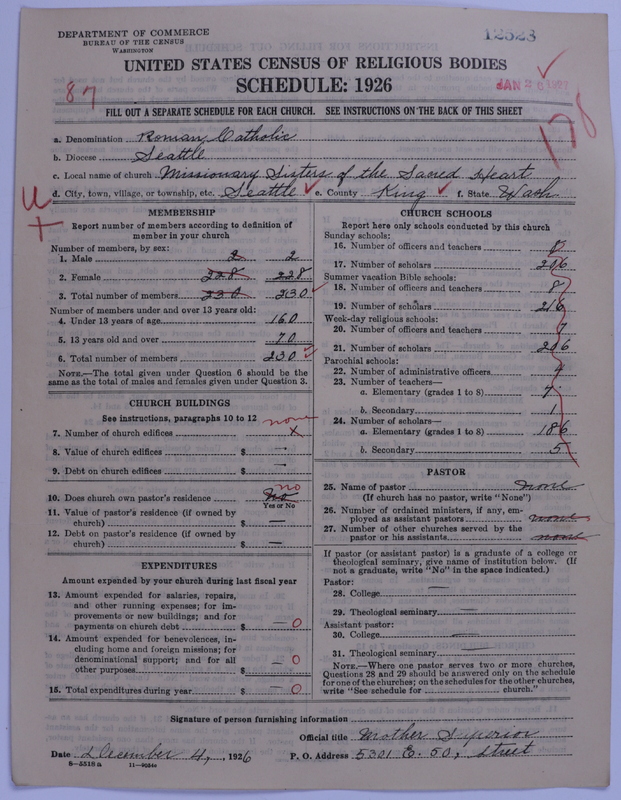 DEPARTMENT OF COMMERCE
BUREAU OF THE CENSUS
WASHINGTON
12523
UNITED STATES CENSUS OF RELIGIOUS BODIES
SCHEDULE: 1926
87
JAN
178
FILL OUT A SEPARATE SCHEDULE FOR EACH CHURCH. SEE INSTRUCTIONS ON THE BACK OF THIS SHEET
a. Denomination Roman Catholic
b. Diocese Seattle
c. Local name of church Missionary Sisters of the Sacred Heart
d. City, town, village, or township, etc. Seattle e. County King f. State Wash
MEMBERSHIP
Report number of members according to definition of
member in your church
Number of members, by sex:
1. Male 2 2
2. Female 228 228
3. Total number of members 230 230
Number of members under and over 13 years old:
4. Under 13 years of age 160
5. 13 years old and over 70
6. Total number of members 230
NOTE.—The total given under Question 6 should be the
same as the total of males and females given under Question 3.
CHURCH BUILDINGS
See instructions, paragraphs 10 to 12
none
7. Number of church edifices x
8. Value of church edifices $ —
9. Debt on church edifices $ —
no
10. Does church own pastor's residence no
Yes or No
11. Value of pastor's residence (if owned by
church) $ —
12. Debt on pastor's residence (if owned by
church) $ —
EXPENDITURES
Amount expended by your church during last fiscal year
13. Amount expended for salaries, repairs,
and other running expenses; for im-
provements or new buildings; and for
payments on church debt $ — 0
14. Amount expended for benevolences, in-
cluding home and foreign missions; for
denominational support; and for all
other purposes $ — 0
15. Total expenditures during year $ — 0
CHURCH SCHOOLS
Report here only schools conducted by this church
Sunday schools:
16. Number of officers and teachers 8
17. Number of scholars 206
Summer vacation Bible schools:
18. Number of officers and teachers 8
19. Number of scholars 216
Week-day religious schools:
20. Number of officers and teachers 7
21. Number of scholars 206
Parochial schools:
22. Number of administrative officers
23. Number of teachers—
a. Elementary (grades 1 to 8) 7
b. Secondary 1
24. Number of scholars—
a. Elementary (grades 1 to 8) 186
b. Secondary 5
PASTOR
25. Name of pastor none
(If church has no pastor, write "None")
26. Number of ordained ministers, if any, em-
ployed as assistant pastors none
27. Number of other churches served by the
pastor or his assistants none
If pastor (or assistant pastor) is a graduate of a college or
theological seminary, give name of institution below. (If
not a graduate, write "No" in the space indicated.)
Pastor:
28. College —
29. Theological seminary —
Assistant pastor:
30. College —
31. Theological seminary —
NOTE.—Where one pastor serves two or more churches,
Questions 28 and 29 should be answered only on the schedule
for one of the churches; on the schedules for the other churches,
write "See schedule for church."
Signature of person furnishing information
Official title Mother Superior
Date December 4, , 1926 P. O. Address 5301 E. 50, Street
8-5318a 11-9034